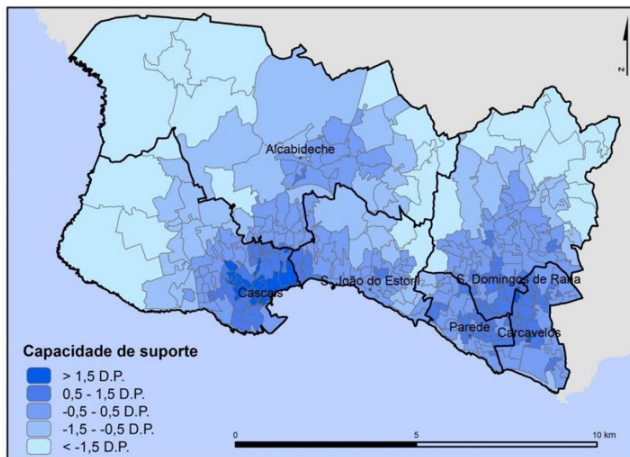 N
Alcabideche
S. João do Estoril
Cascais
S. Domingos de Rana
Parede
Carcavelos
Capacidade de suporte
> 1,5 D.P.
0,5 - 1,5 D.P.
-0,5 - 0,5 D.P.
-1,5 - -0,5 D.P.
< -1,5 D.P.
0 5 10 km